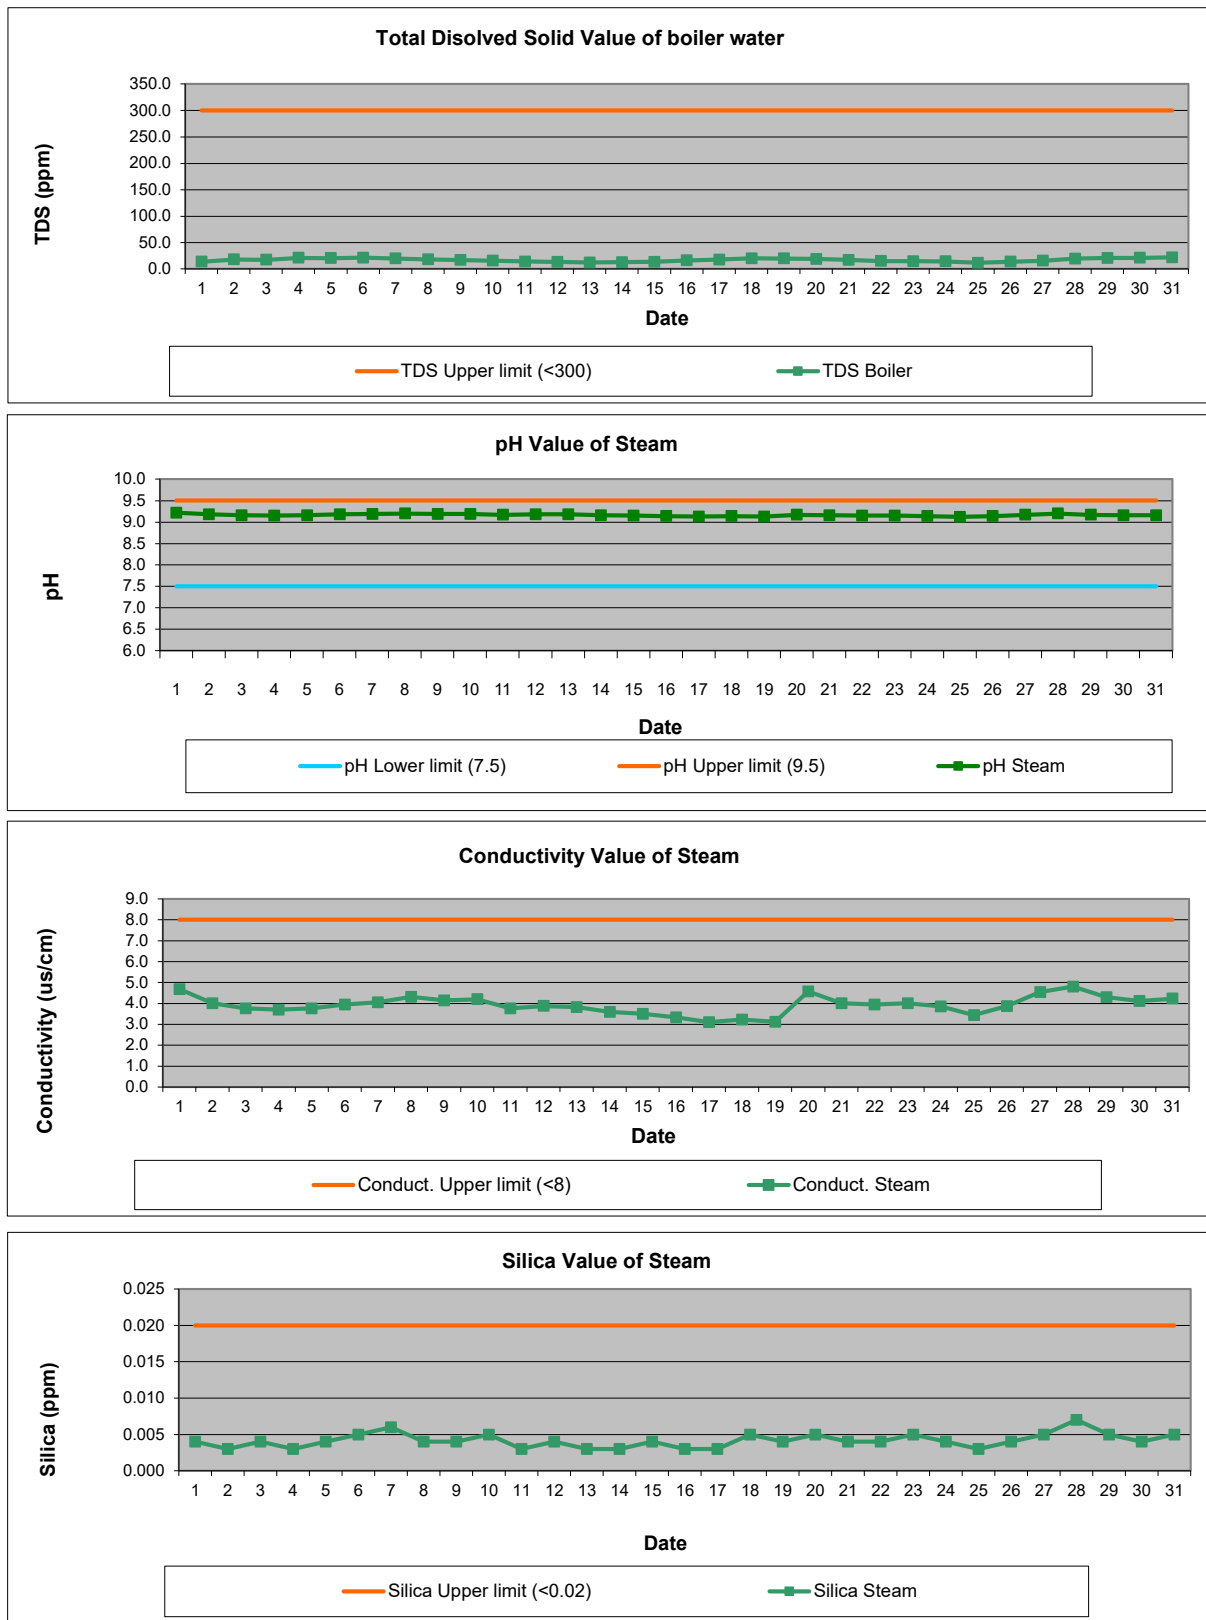 Total Disolved Solid Value of boiler water
350.0
300.0
250.0
200.0
150.0
100.0
50.0
0.0
TDS (ppm)
1 2 3 4 5 6 7 8 9 10 11 12 13 14 15 16 17 18 19 20 21 22 23 24 25 26 27 28 29 30 31
Date
TDS Upper limit (<300) TDS Boiler
pH Value of Steam
10.0
9.5
9.0
8.5
8.0
7.5
7.0
6.5
6.0
pH
1 2 3 4 5 6 7 8 9 10 11 12 13 14 15 16 17 18 19 20 21 22 23 24 25 26 27 28 29 30 31
Date
pH Lower limit (7.5) pH Upper limit (9.5) pH Steam
Conductivity Value of Steam
9.0
8.0
7.0
6.0
5.0
4.0
3.0
2.0
1.0
0.0
Conductivity (us/cm)
1 2 3 4 5 6 7 8 9 10 11 12 13 14 15 16 17 18 19 20 21 22 23 24 25 26 27 28 29 30 31
Date
Conduct. Upper limit (<8) Conduct. Steam
Silica Value of Steam
0.025
0.020
0.015
0.010
0.005
0.000
Silica (ppm)
1 2 3 4 5 6 7 8 9 10 11 12 13 14 15 16 17 18 19 20 21 22 23 24 25 26 27 28 29 30 31
Date
Silica Upper limit (<0.02) Silica Steam